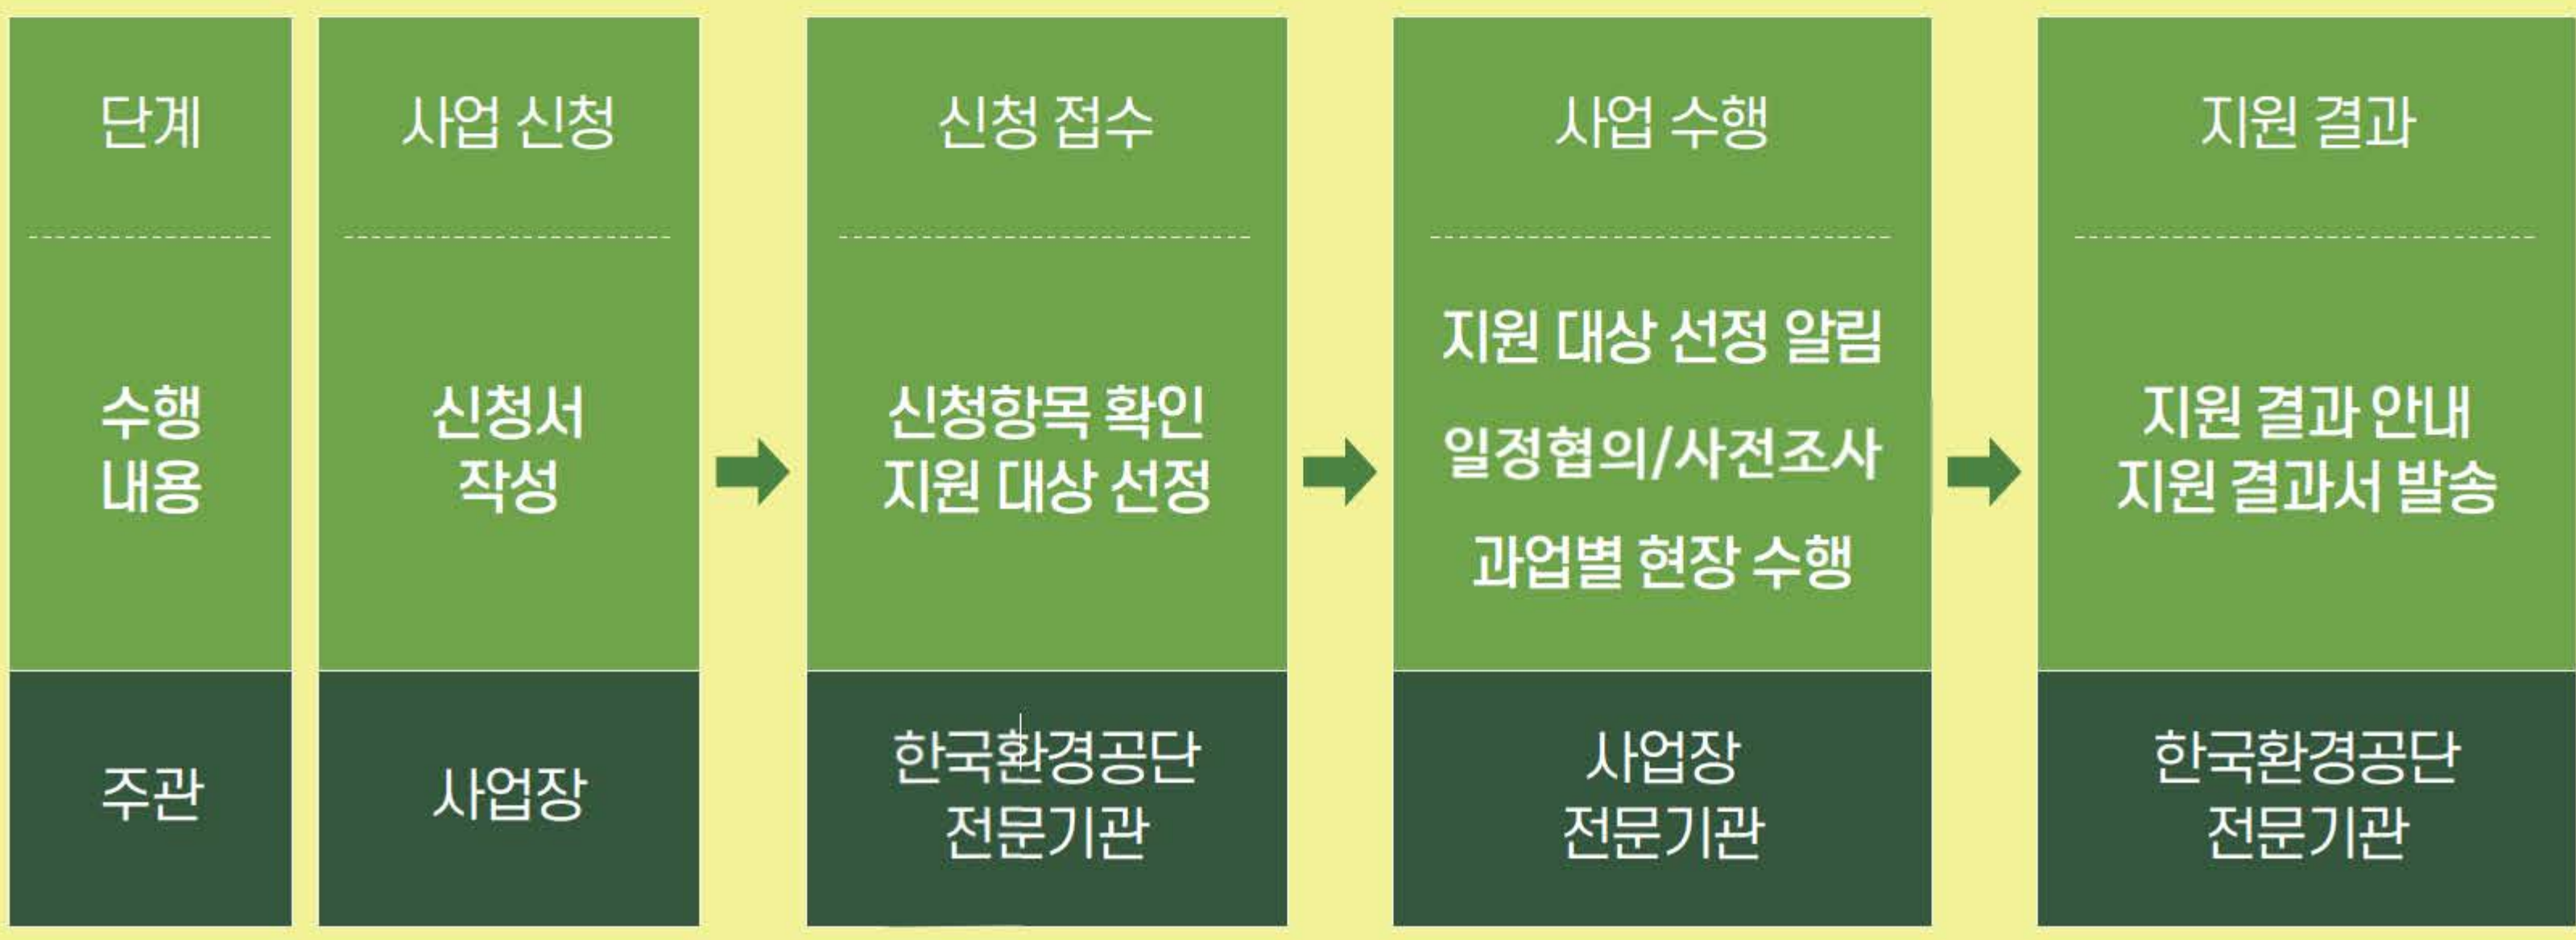 단계
수행
내용
주관
사업 신청
신청서
작성
사업장
신청 접수
신청항목 확인
지원 대상 선정
한국환경공단
전문기관
사업 수행
지원 대상 선정 알림
일정협의/사전조사
과업별 현장 수행
사업장
전문기관
지원 결과
지원 결과 안내
지원 결과서 발송
한국환경공단
전문기관